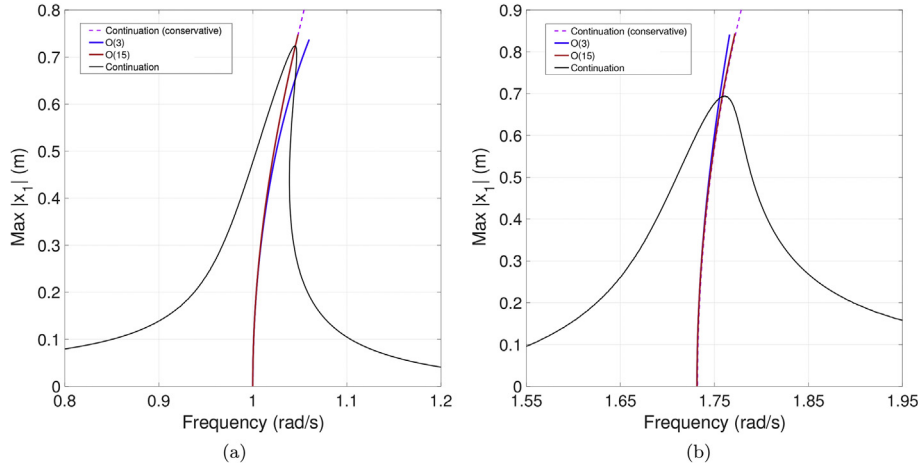 0.8
0.7
0.6
0.5
0.4
0.3
0.2
0.1
0
Max |x₁| (m)
Continuation (conservative)
O(3)
O(15)
Continuation
0.8 0.9 1 1.1 1.2
Frequency (rad/s)
(a)
0.9
0.8
0.7
0.6
0.5
0.4
0.3
0.2
0.1
0
Max |x₁| (m)
Continuation (conservative)
O(3)
O(15)
Continuation
1.55 1.65 1.75 1.85 1.95
Frequency (rad/s)
(b)